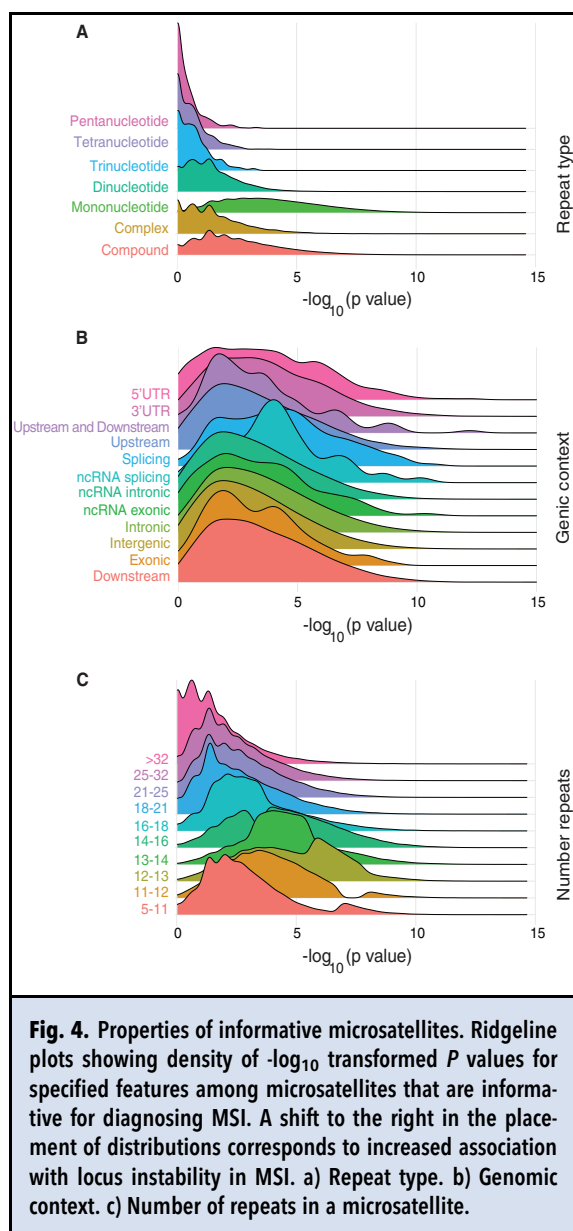 A
Pentanucleotide
Tetranucleotide
Trinucleotide
Dinucleotide
Mononucleotide
Complex
Compound
Repeat type
0 5 10 15
-log10(p value)
B
5'UTR
3'UTR
Upstream and Downstream
Upstream
Splicing
ncRNA splicing
ncRNA intronic
ncRNA exonic
Intronic
Intergenic
Exonic
Downstream
Genic context
0 5 10 15
-log10(p value)
C
>32
25-32
21-25
18-21
16-18
14-16
13-14
12-13
11-12
5-11
Number repeats
0 5 10 15
-log10(p value)
Fig. 4. Properties of informative microsatellites. Ridgeline
plots showing density of -log10 transformed P values for
specified features among microsatellites that are informa-
tive for diagnosing MSI. A shift to the right in the place-
ment of distributions corresponds to increased association
with locus instability in MSI. a) Repeat type. b) Genomic
context. c) Number of repeats in a microsatellite.